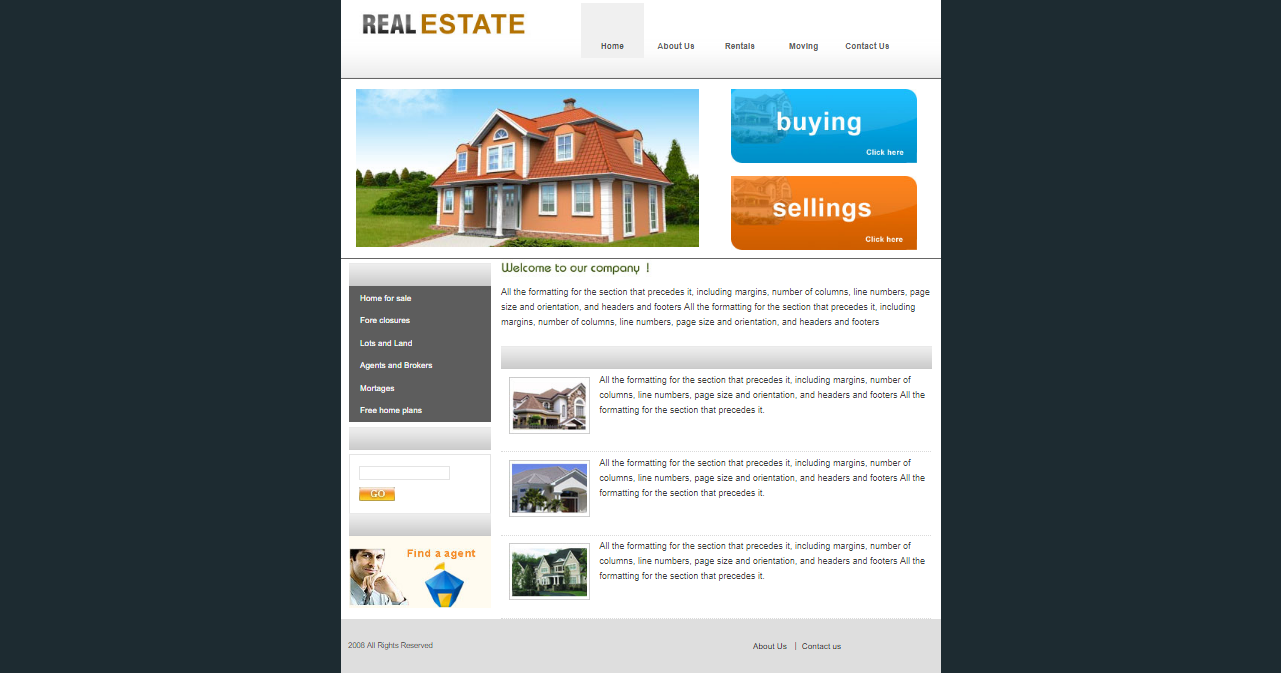 REAL ESTATE
Home About Us Rentals Moving Contact Us
buying
Click here
sellings
Click here
Home for sale
Fore closures
Lots and Land
Agents and Brokers
Mortages
Free home plans
GO
Find a agent
Welcome to our company !
All the formatting for the section that precedes it, including margins, number of columns, line numbers, page
size and orientation, and headers and footers All the formatting for the section that precedes it, including
margins, number of columns, line numbers, page size and orientation, and headers and footers
All the formatting for the section that precedes it, including margins, number of
columns, line numbers, page size and orientation, and headers and footers All the
formatting for the section that precedes it.
All the formatting for the section that precedes it, including margins, number of
columns, line numbers, page size and orientation, and headers and footers All the
formatting for the section that precedes it.
All the formatting for the section that precedes it, including margins, number of
columns, line numbers, page size and orientation, and headers and footers All the
formatting for the section that precedes it.
2006 All Rights Reserved
About Us | Contact us